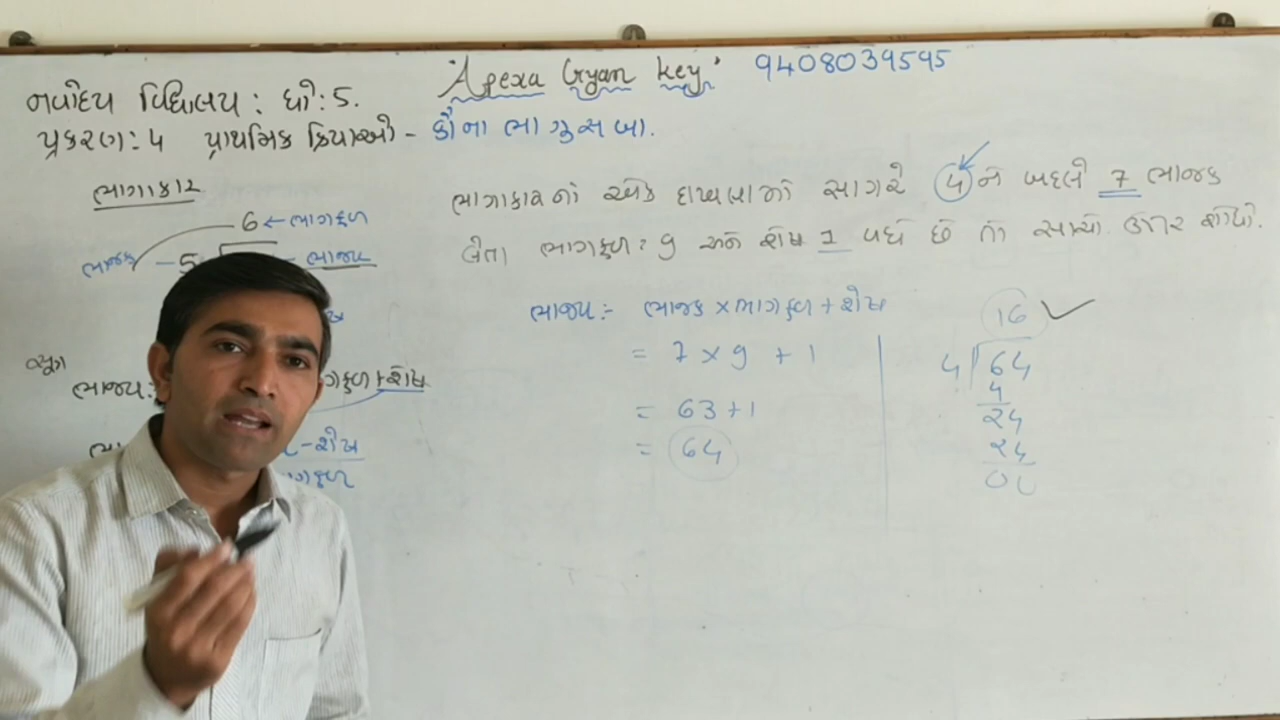 'Apexa Gyan key' 9408039595
નવોદય વિદ્યાલય : ધો : 5.
પ્રકરણ : 4 પ્રાથમિક ક્રિયાઓ - કૌના ભાગુસબા.
ભાગાકાર
6 ← ભાગફળ
ભાજક - 5 - ભાજ્ય
સૂત્ર
ભાજ્ય :
ગફળ + શેષ
- શેષ
ગફળ
ભાગાકારનાં એક દાખલામાં સાગરે 4 ને બદલે 7 ભાજક
લેતા ભાગફળ : 9 અને શેષ 1 વધે છે તો સાચો ઉત્તર શોધો.
ભાજ્ય :- ભાજક × ભાગફળ + શેષ
= 7 × 9 + 1
= 63 + 1
= 64
16
4 64
4
24
24
00